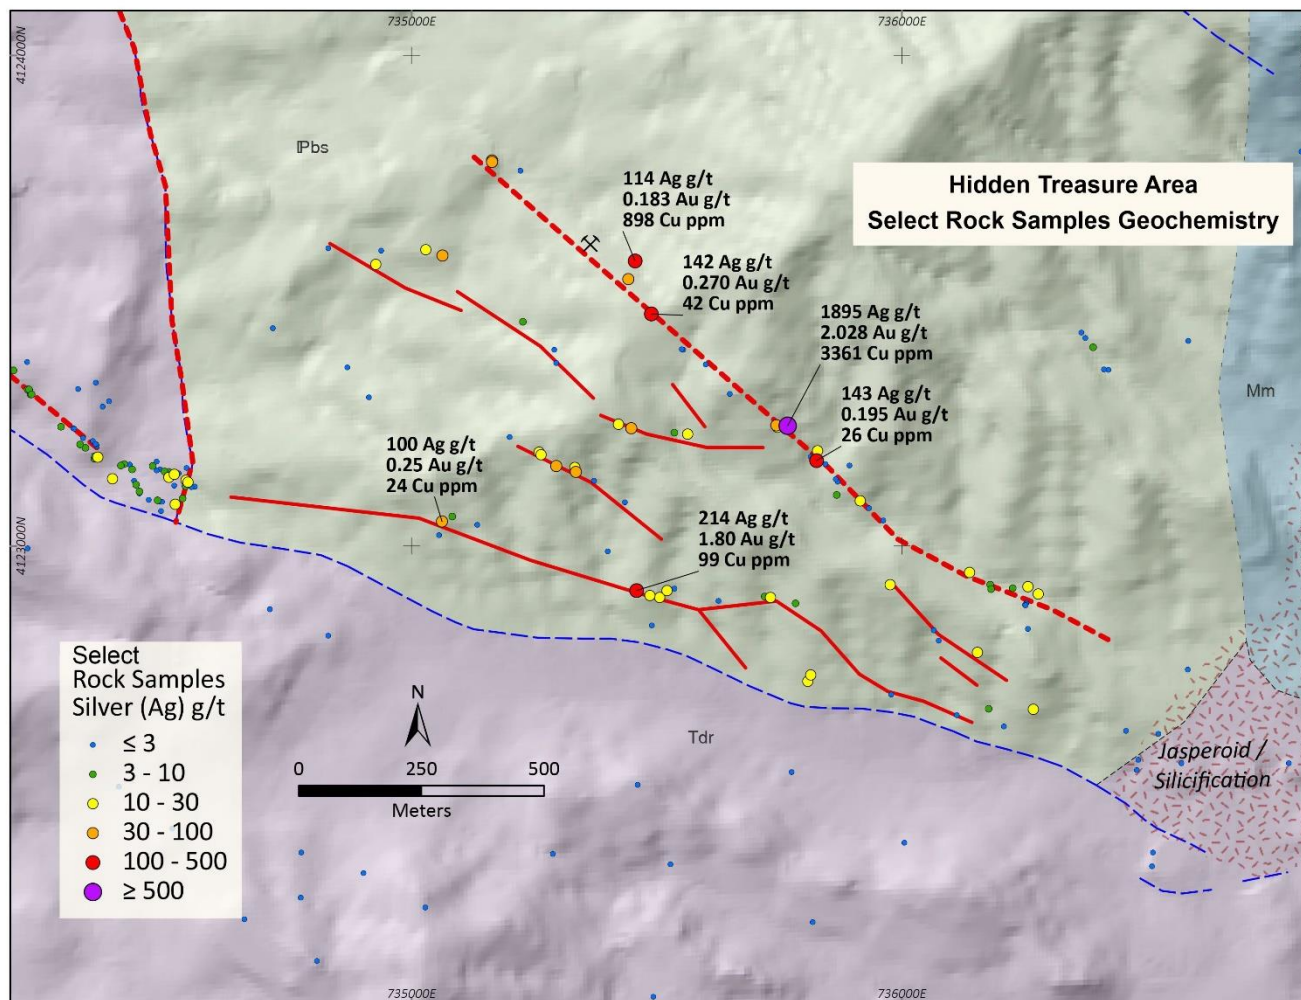 735000E
736000E
4124000N
ⅠPbs
Hidden Treasure Area
Select Rock Samples Geochemistry
114 Ag g/t
0.183 Au g/t
898 Cu ppm
142 Ag g/t
0.270 Au g/t
42 Cu ppm
1895 Ag g/t
2.028 Au g/t
3361 Cu ppm
Mm
143 Ag g/t
0.195 Au g/t
26 Cu ppm
100 Ag g/t
0.25 Au g/t
24 Cu ppm
214 Ag g/t
1.80 Au g/t
99 Cu ppm
4123000N
Select
Rock Samples
Silver (Ag) g/t
≤ 3
3 - 10
10 - 30
30 - 100
100 - 500
≥ 500
N
0 250 500
Meters
Tdr
Jasperoid /
Silicification
735000E
736000E